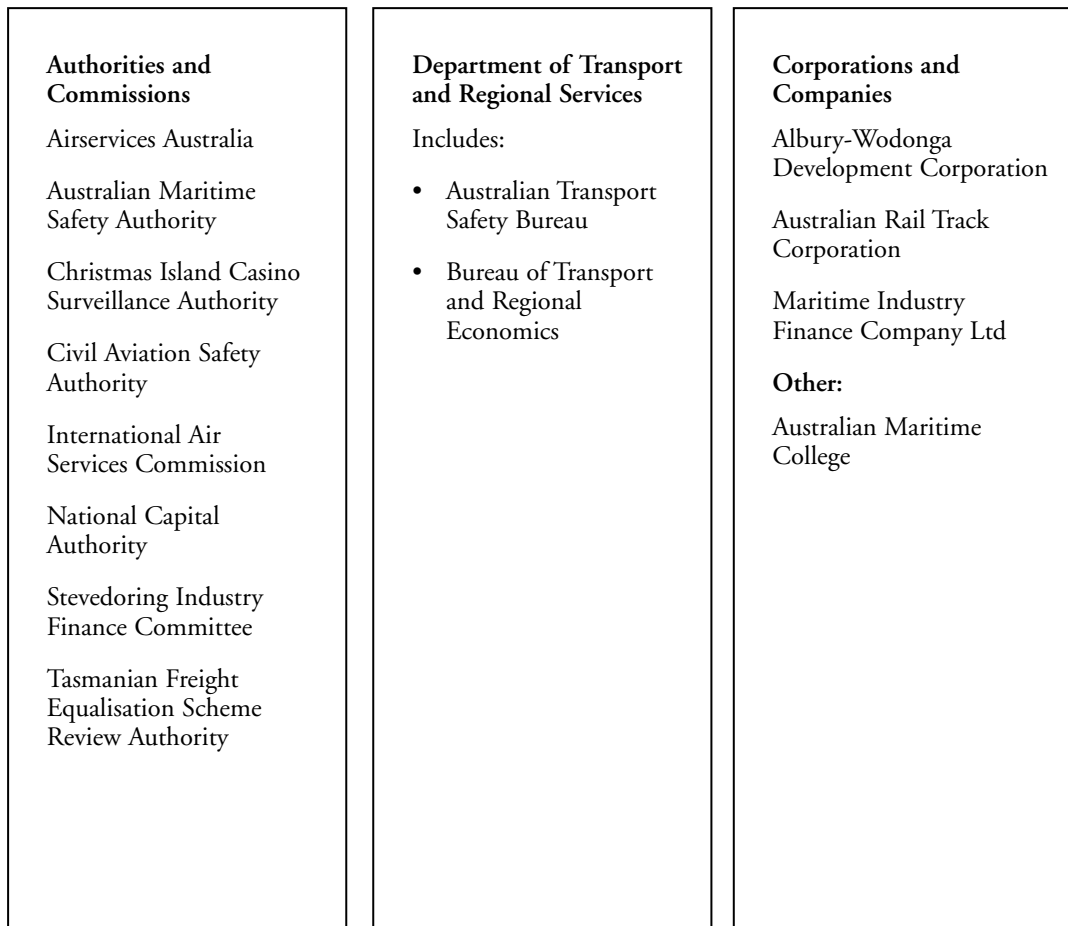 Authorities and
Commissions
Airservices Australia
Australian Maritime
Safety Authority
Christmas Island Casino
Surveillance Authority
Civil Aviation Safety
Authority
International Air
Services Commission
National Capital
Authority
Stevedoring Industry
Finance Committee
Tasmanian Freight
Equalisation Scheme
Review Authority
Department of Transport
and Regional Services
Includes:
• Australian Transport
Safety Bureau
• Bureau of Transport
and Regional
Economics
Corporations and
Companies
Albury-Wodonga
Development Corporation
Australian Rail Track
Corporation
Maritime Industry
Finance Company Ltd
Other:
Australian Maritime
College